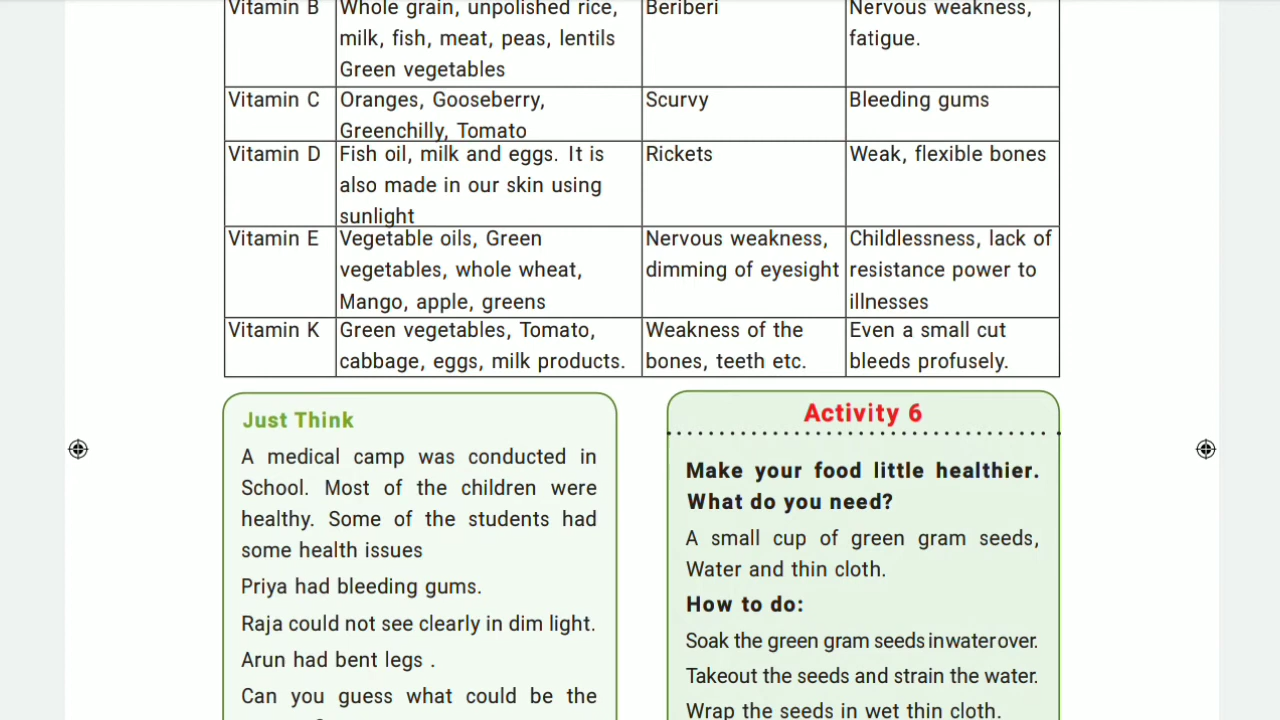 Vitamin B
Whole grain, unpolished rice,
milk, fish, meat, peas, lentils
Green vegetables
Beriberi
Nervous weakness,
fatigue.
Vitamin C
Oranges, Gooseberry,
Greenchilly, Tomato
Scurvy
Bleeding gums
Vitamin D
Fish oil, milk and eggs. It is
also made in our skin using
sunlight
Rickets
Weak, flexible bones
Vitamin E
Vegetable oils, Green
vegetables, whole wheat,
Mango, apple, greens
Nervous weakness,
dimming of eyesight
Childlessness, lack of
resistance power to
illnesses
Vitamin K
Green vegetables, Tomato,
cabbage, eggs, milk products.
Weakness of the
bones, teeth etc.
Even a small cut
bleeds profusely.
Just Think
A medical camp was conducted in
School. Most of the children were
healthy. Some of the students had
some health issues
Priya had bleeding gums.
Raja could not see clearly in dim light.
Arun had bent legs .
Can you guess what could be the
Activity 6
Make your food little healthier.
What do you need?
A small cup of green gram seeds,
Water and thin cloth.
How to do:
Soak the green gram seeds in water over.
Takeout the seeds and strain the water.
Wrap the seeds in wet thin cloth.